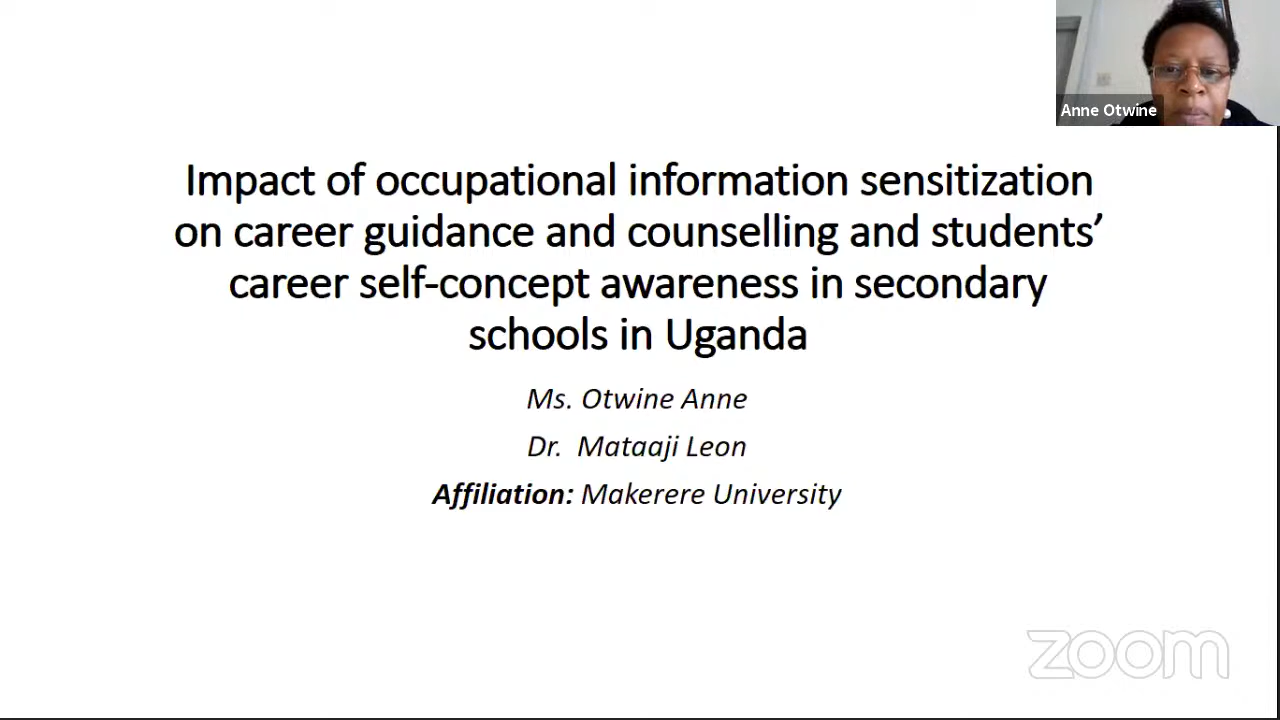 Anne Otwine
Impact of occupational information sensitization
on career guidance and counselling and students’
career self-concept awareness in secondary
schools in Uganda
Ms. Otwine Anne
Dr.  Mataaji Leon
Affiliation: Makerere University
zoom